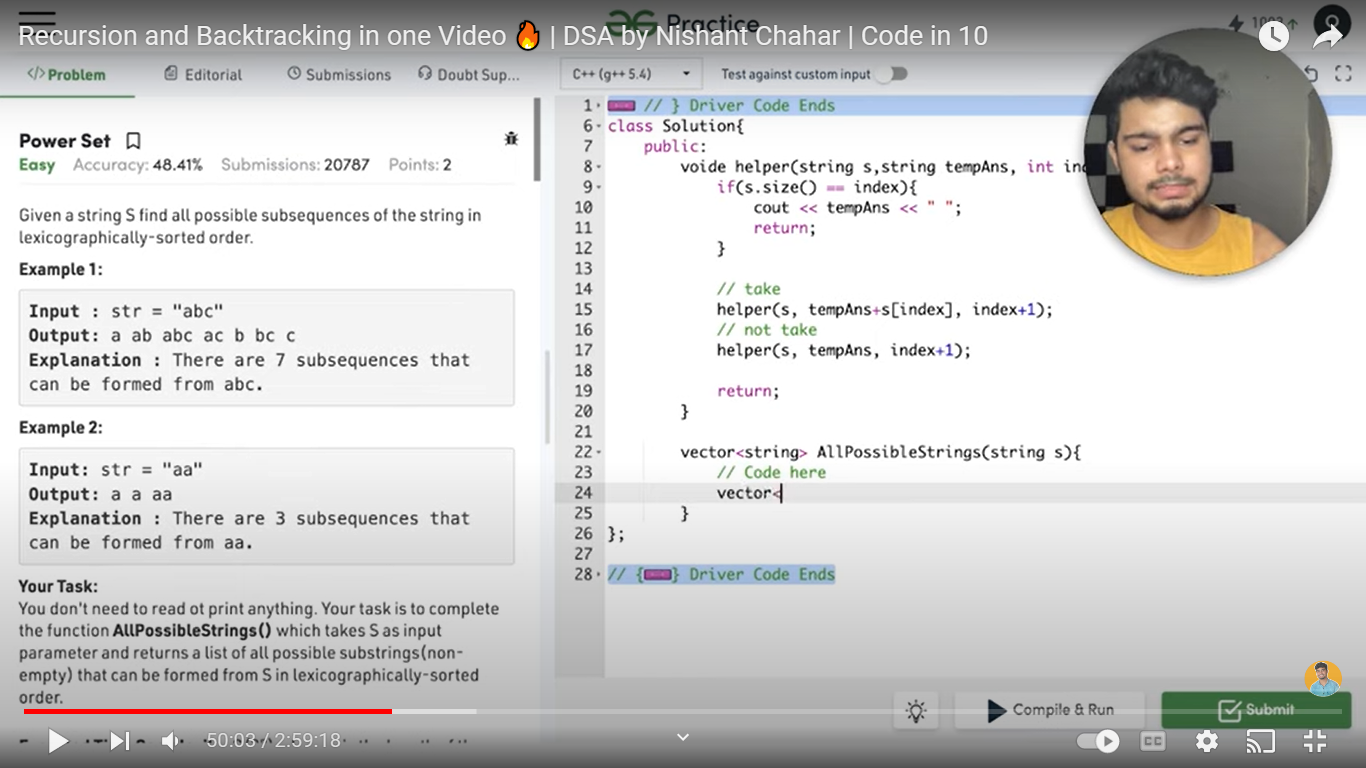 Practice
Recursion and Backtracking in one Video 🔥 | DSA by Nishant Chahar | Code in 10
</> Problem
Editorial
Submissions
Doubt Sup...
C++ (g++ 5.4)
Test against custom input
Power Set
Easy Accuracy: 48.41% Submissions: 20787 Points: 2
Given a string S find all possible subsequences of the string in
lexicographically-sorted order.
Example 1:
Input : str = "abc"
Output: a ab abc ac b bc c
Explanation : There are 7 subsequences that
can be formed from abc.
Example 2:
Input: str = "aa"
Output: a a aa
Explanation : There are 3 subsequences that
can be formed from aa.
Your Task:
You don't need to read ot print anything. Your task is to complete
the function AllPossibleStrings() which takes S as input
parameter and returns a list of all possible substrings(non-
empty) that can be formed from S in lexicographically-sorted
order.
1 // } Driver Code Ends
6 class Solution{
7 public:
8 voide helper(string s,string tempAns, int
9 if(s.size() == index){
10 cout << tempAns << " ";
11 return;
12 }
13
14 // take
15 helper(s, tempAns+s[index], index+1);
16 // not take
17 helper(s, tempAns, index+1);
18
19 return;
20 }
21
22 vector<string> AllPossibleStrings(string s){
23 // Code here
24 vector<
25 }
26 };
27
28 // { } Driver Code Ends
Compile & Run
Submit
50:03 / 2:59:18
CC